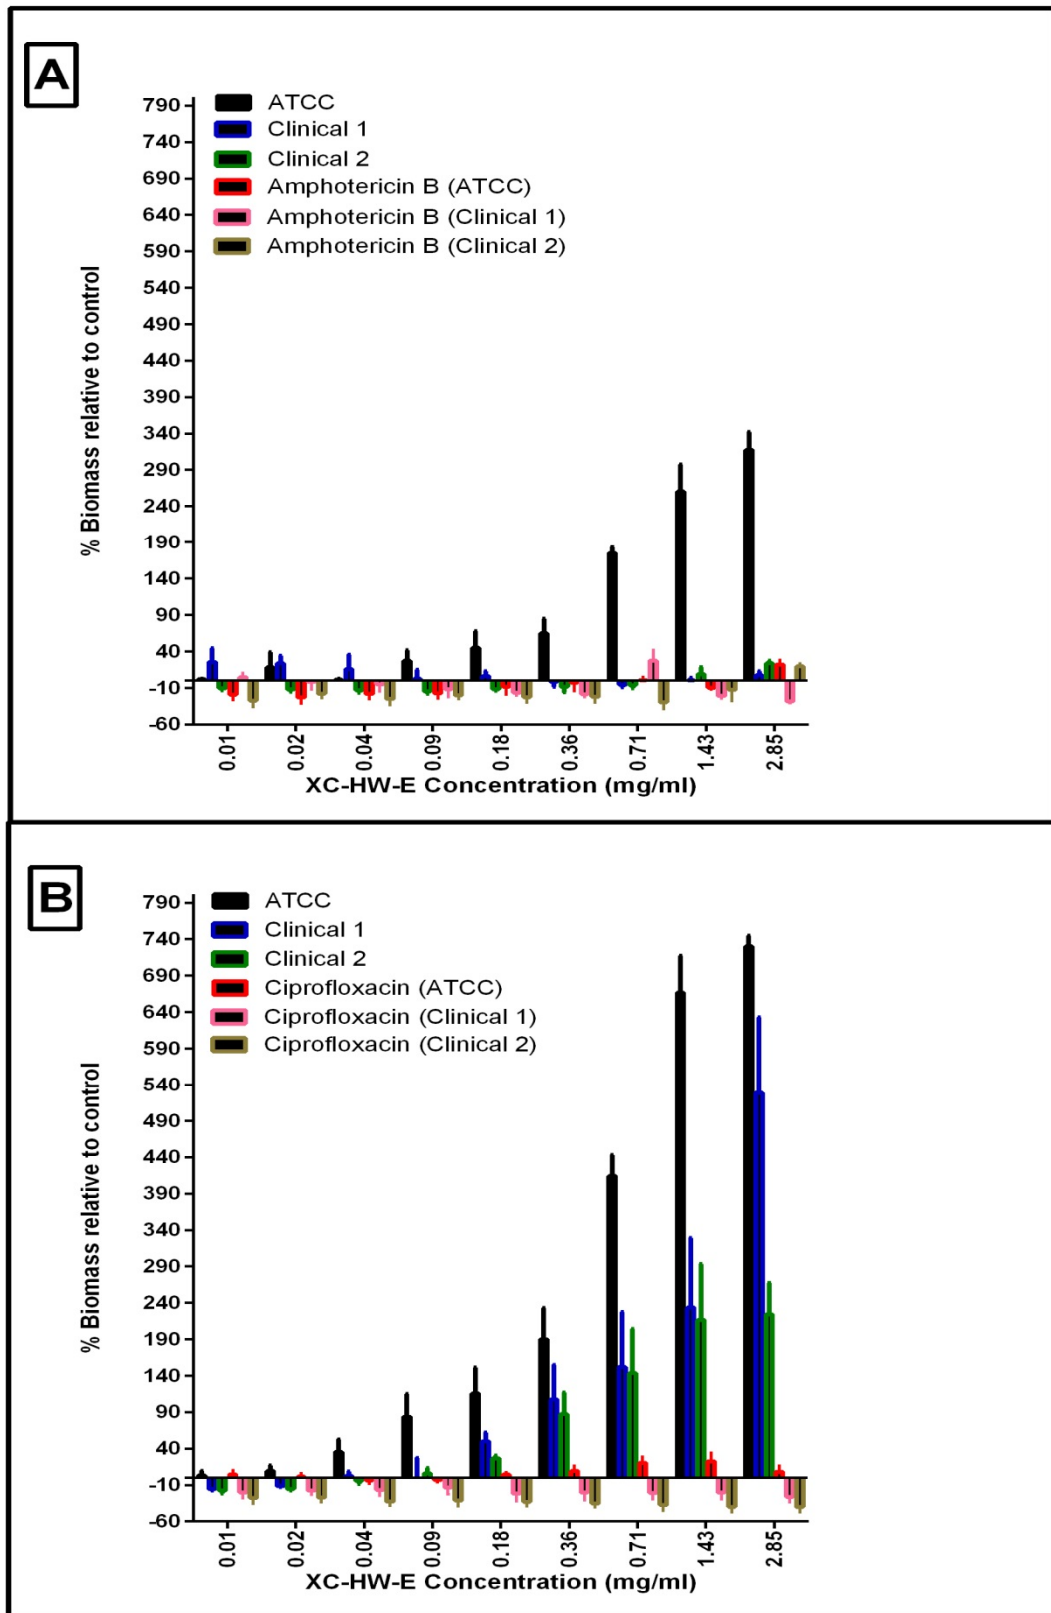 A
790
740
690
640
590
540
490
440
390
340
290
240
190
140
90
40
-10
-60
% Biomass relative to control
ATCC
Clinical 1
Clinical 2
Amphotericin B (ATCC)
Amphotericin B (Clinical 1)
Amphotericin B (Clinical 2)
0.01 0.02 0.04 0.09 0.18 0.36 0.71 1.43 2.85
XC-HW-E Concentration (mg/ml)
B
790
740
690
640
590
540
490
440
390
340
290
240
190
140
90
40
-10
-60
% Biomass relative to control
ATCC
Clinical 1
Clinical 2
Ciprofloxacin (ATCC)
Ciprofloxacin (Clinical 1)
Ciprofloxacin (Clinical 2)
0.01 0.02 0.04 0.09 0.18 0.36 0.71 1.43 2.85
XC-HW-E Concentration (mg/ml)